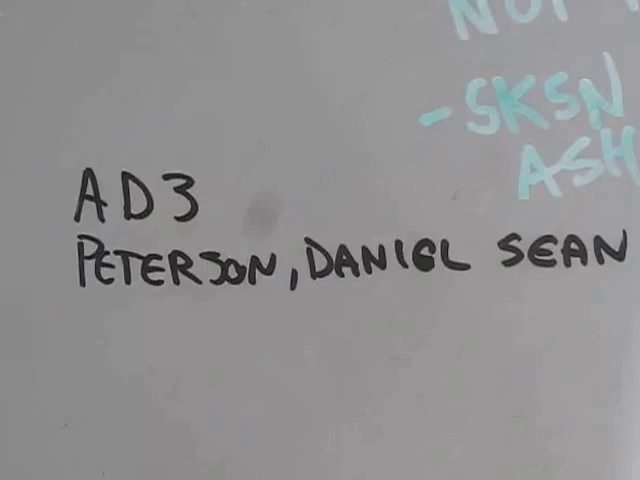 - SKSN
ASH
AD3
PETERSON, DANIEL SEAN